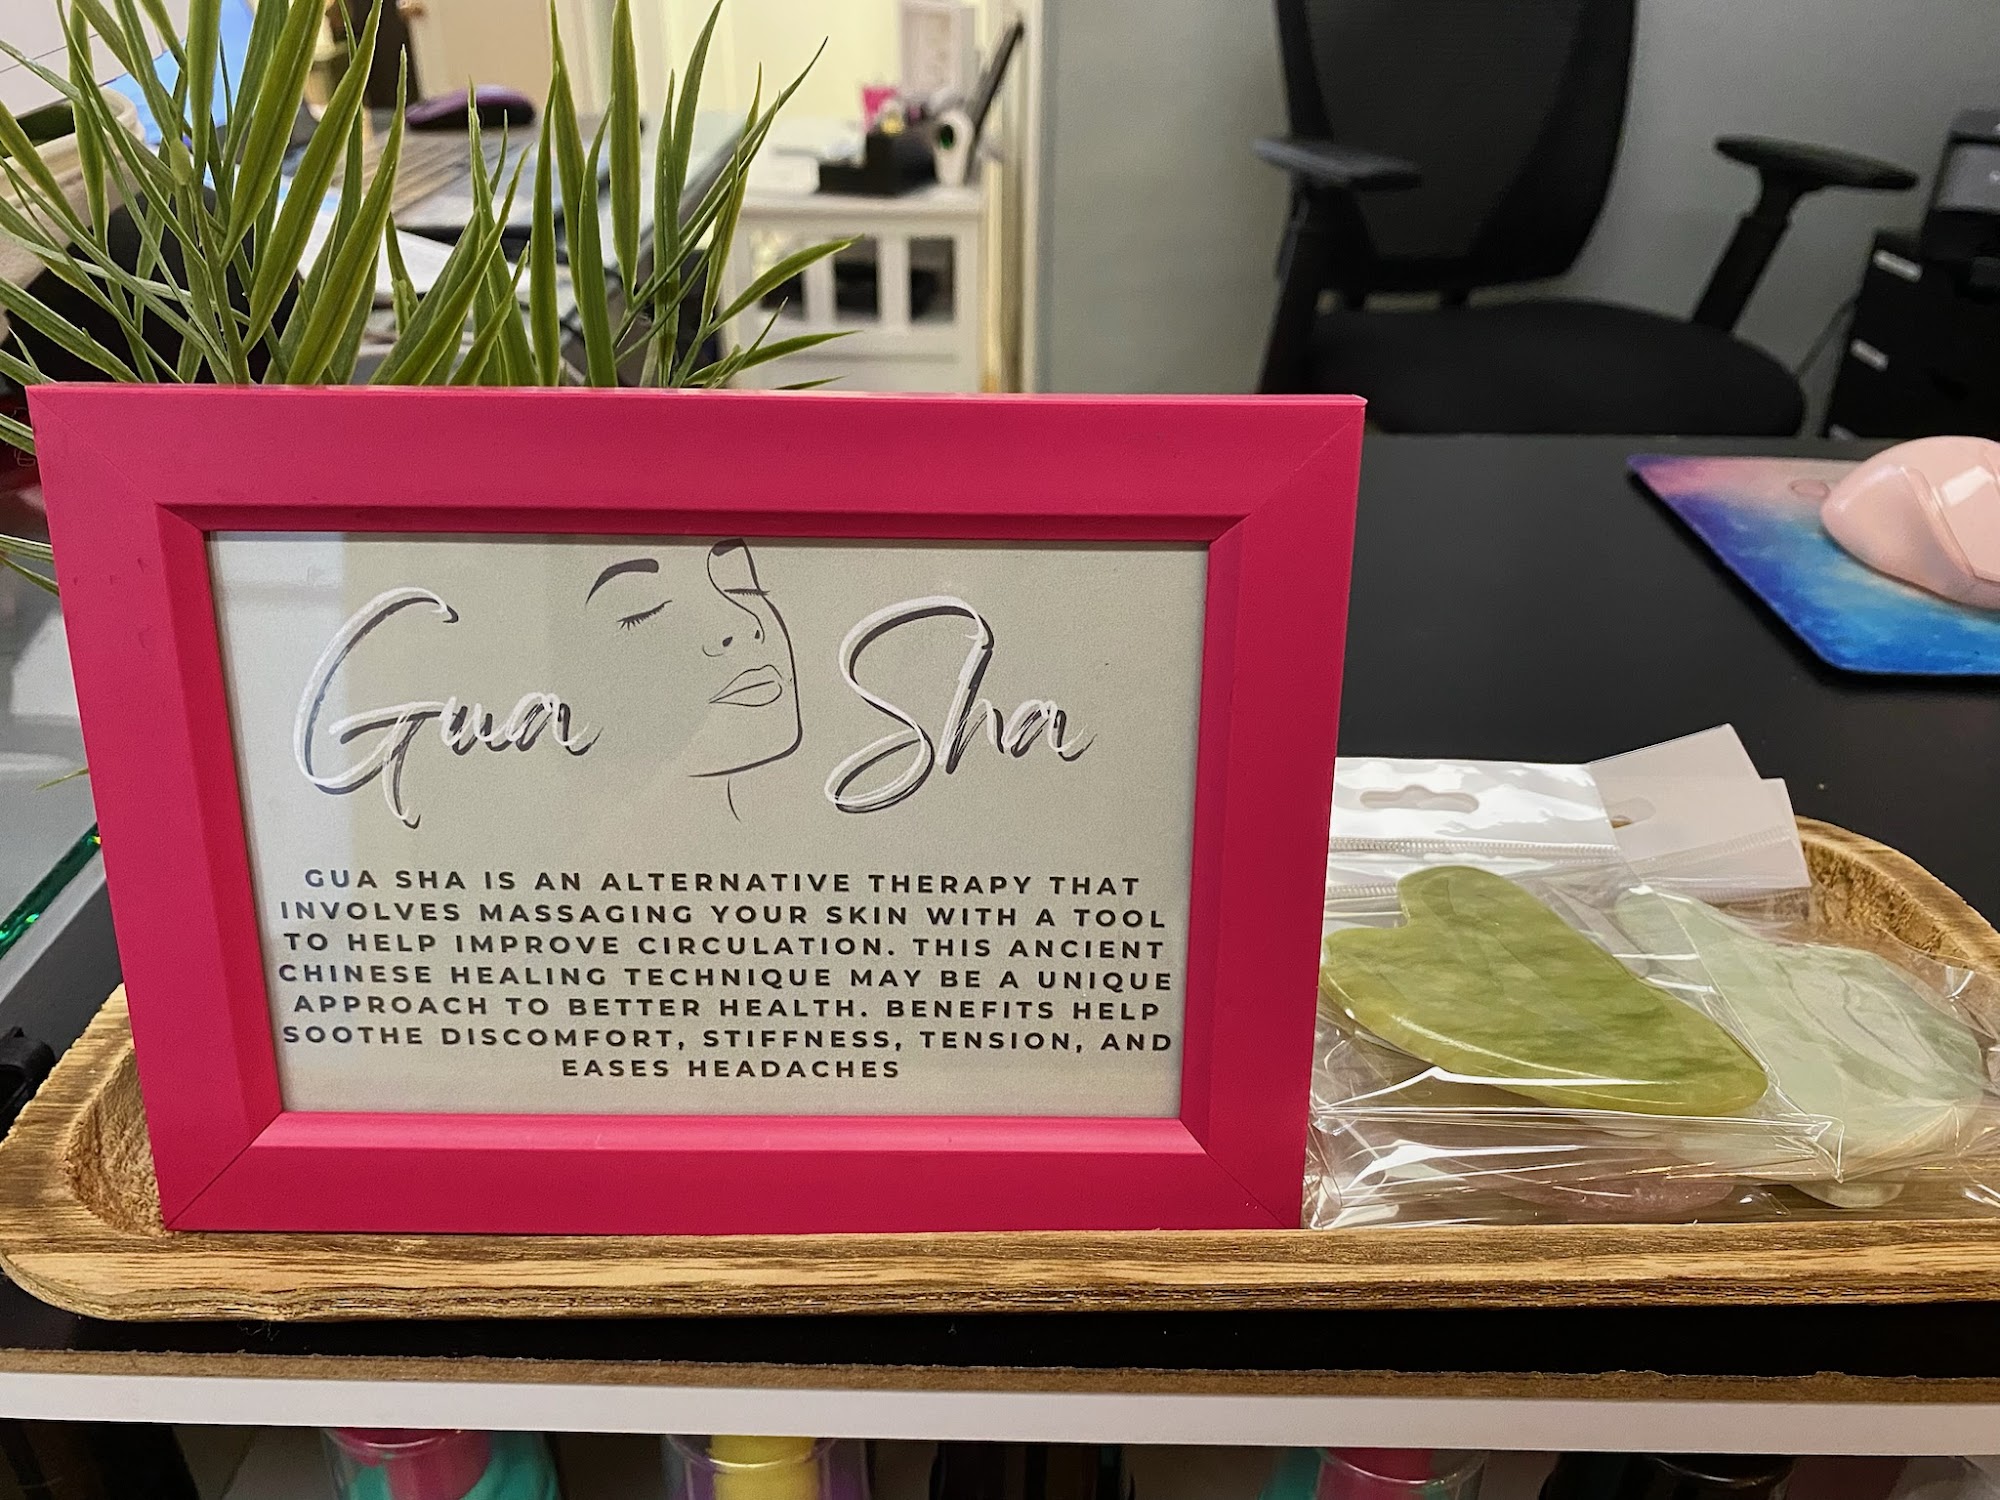 Gua Sha
GUA SHA IS AN ALTERNATIVE THERAPY THAT
INVOLVES MASSAGING YOUR SKIN WITH A TOOL
TO HELP IMPROVE CIRCULATION. THIS ANCIENT
CHINESE HEALING TECHNIQUE MAY BE A UNIQUE
APPROACH TO BETTER HEALTH. BENEFITS HELP
SOOTHE DISCOMFORT, STIFFNESS, TENSION, AND
EASES HEADACHES